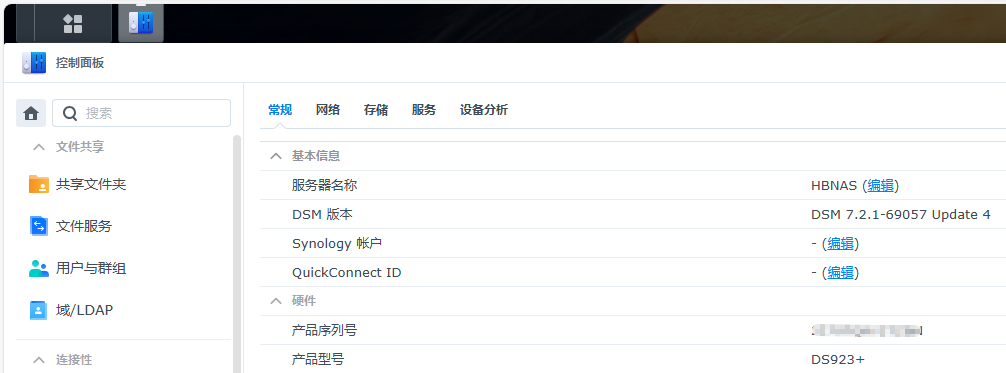 控制面板
搜索
常规 网络 存储 服务 设备分析
文件共享
共享文件夹
文件服务
用户与群组
域/LDAP
连接性
基本信息
服务器名称 HBNAS (编辑)
DSM 版本 DSM 7.2.1-69057 Update 4
Synology 帐户 - (编辑)
QuickConnect ID - (编辑)
硬件
产品序列号
产品型号 DS923+